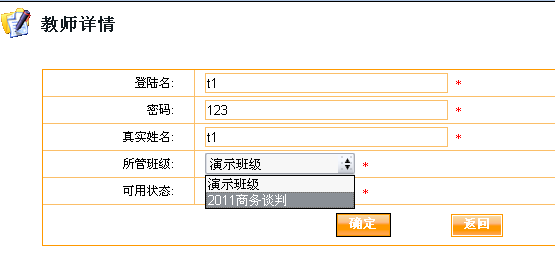 教师详情
登陆名: t1 *
密码: 123 *
真实姓名: t1 *
所管班级: 演示班级 *
演示班级
可用状态: *
2011商务谈判
确定 返回